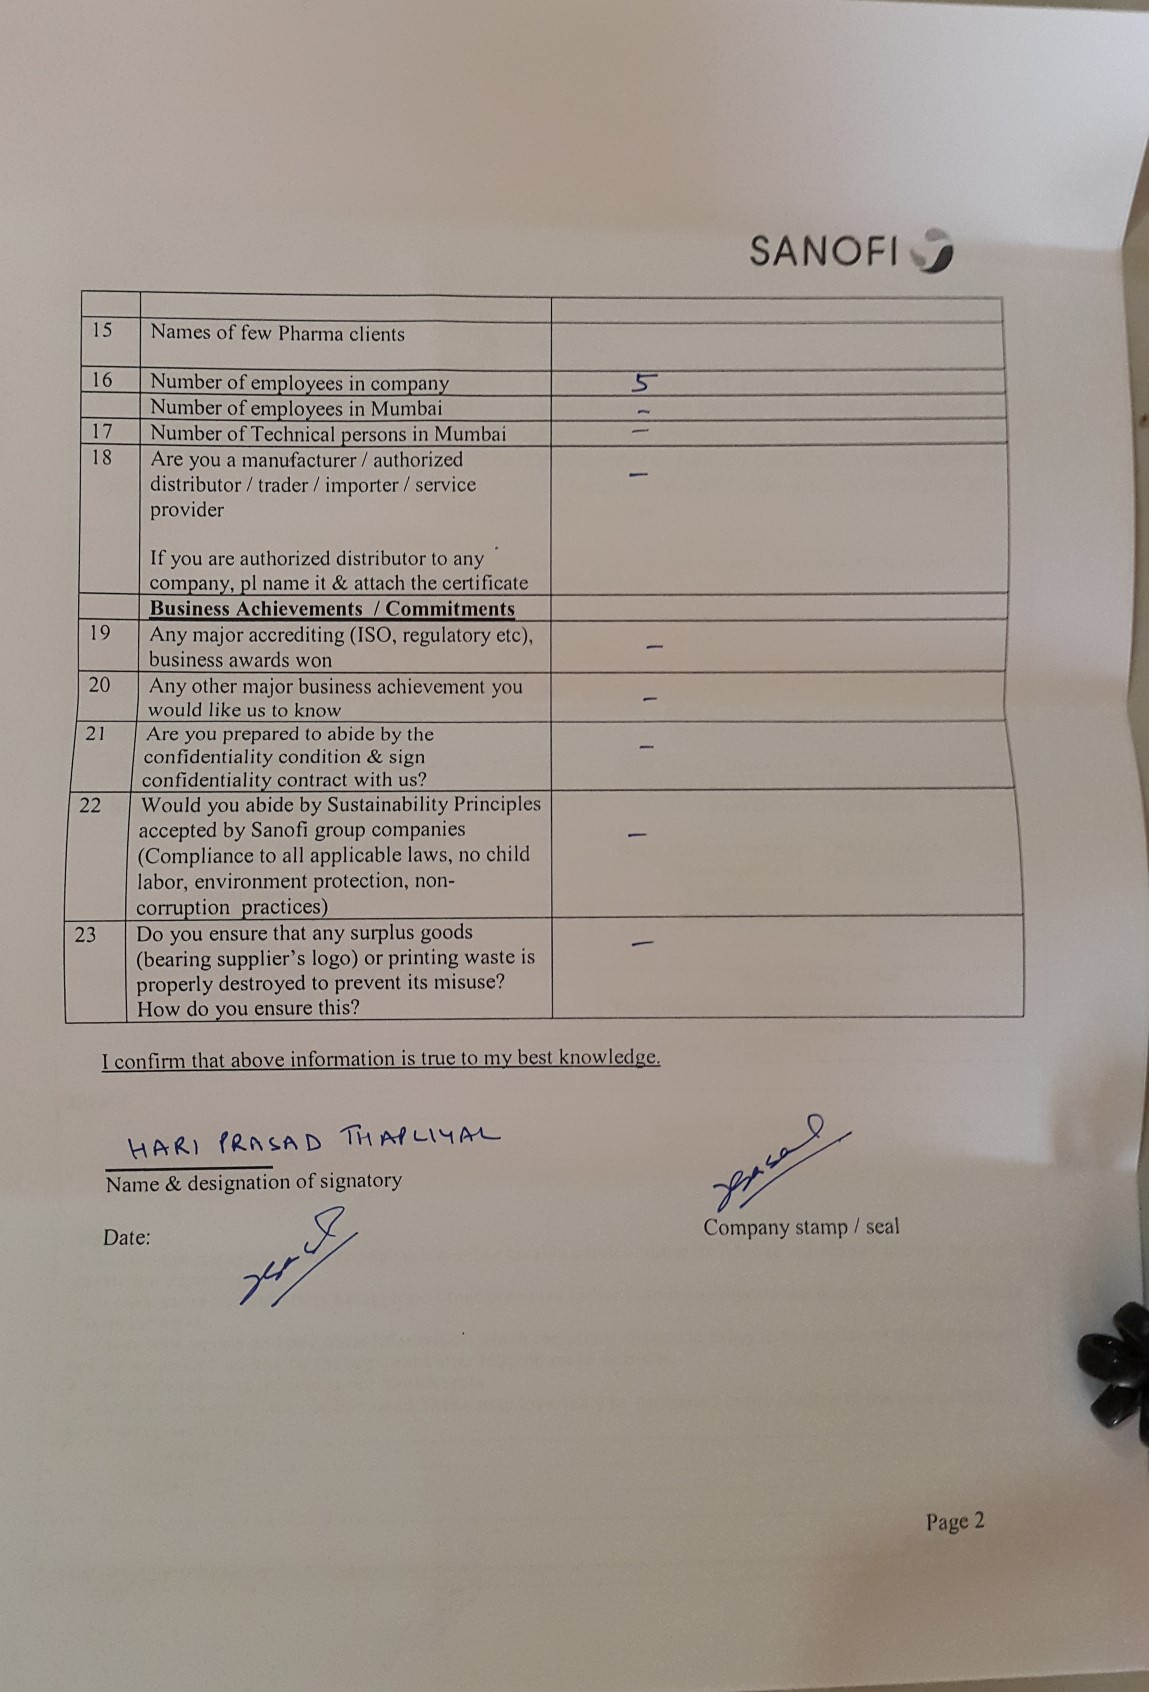 SANOFI
15 Names of few Pharma clients
16 Number of employees in company 5
Number of employees in Mumbai –
17 Number of Technical persons in Mumbai –
18 Are you a manufacturer / authorized –
distributor / trader / importer / service
provider
If you are authorized distributor to any
company, pl name it & attach the certificate
Business Achievements / Commitments
19 Any major accrediting (ISO, regulatory etc), –
business awards won
20 Any other major business achievement you –
would like us to know
21 Are you prepared to abide by the –
confidentiality condition & sign
confidentiality contract with us?
22 Would you abide by Sustainability Principles
accepted by Sanofi group companies –
(Compliance to all applicable laws, no child
labor, environment protection, non-
corruption practices)
23 Do you ensure that any surplus goods –
(bearing supplier's logo) or printing waste is
properly destroyed to prevent its misuse?
How do you ensure this?
I confirm that above information is true to my best knowledge.
HARI PRASAD THAPLIYAL
Name & designation of signatory
Company stamp / seal
Date:
Page 2